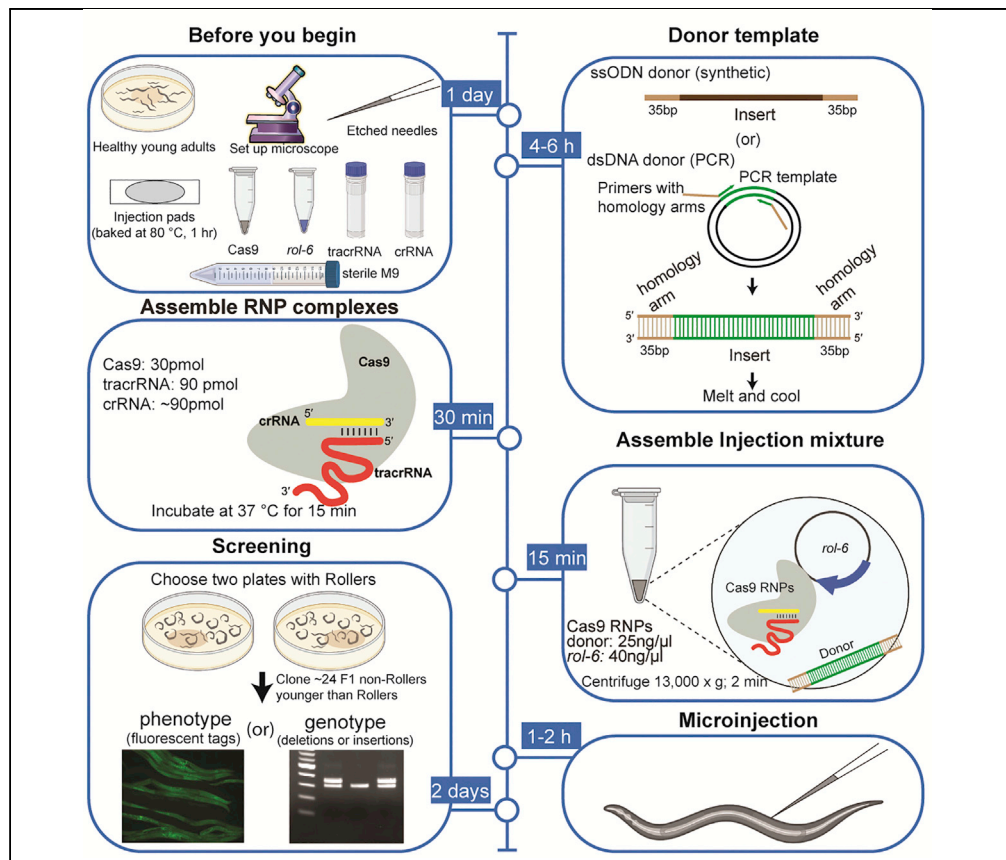 Before you begin
Healthy young adults
Set up microscope
Etched needles
Injection pads
(baked at 80 °C, 1 hr)
Cas9
rol-6
tracrRNA
crRNA
sterile M9
1 day
Donor template
ssODN donor (synthetic)
35bp
Insert
35bp
(or)
dsDNA donor (PCR)
Primers with
homology arms
PCR template
homology
arm
homology
arm
5′
3′
3′
5′
35bp
Insert
35bp
Melt and cool
4-6 h
Assemble RNP complexes
Cas9: 30pmol
tracrRNA: 90 pmol
crRNA: ~90pmol
Cas9
crRNA
5′
3′
5′
tracrRNA
3′
Incubate at 37 °C for 15 min
30 min
Assemble Injection mixture
rol-6
Cas9 RNPs
Donor
Cas9 RNPs
donor: 25ng/µl
rol-6: 40ng/µl
Centrifuge 13,000 x g; 2 min
15 min
Microinjection
1-2 h
Screening
Choose two plates with Rollers
Clone ~24 F1 non-Rollers
younger than Rollers
phenotype
(fluorescent tags)
(or)
genotype
(deletions or insertions)
2 days